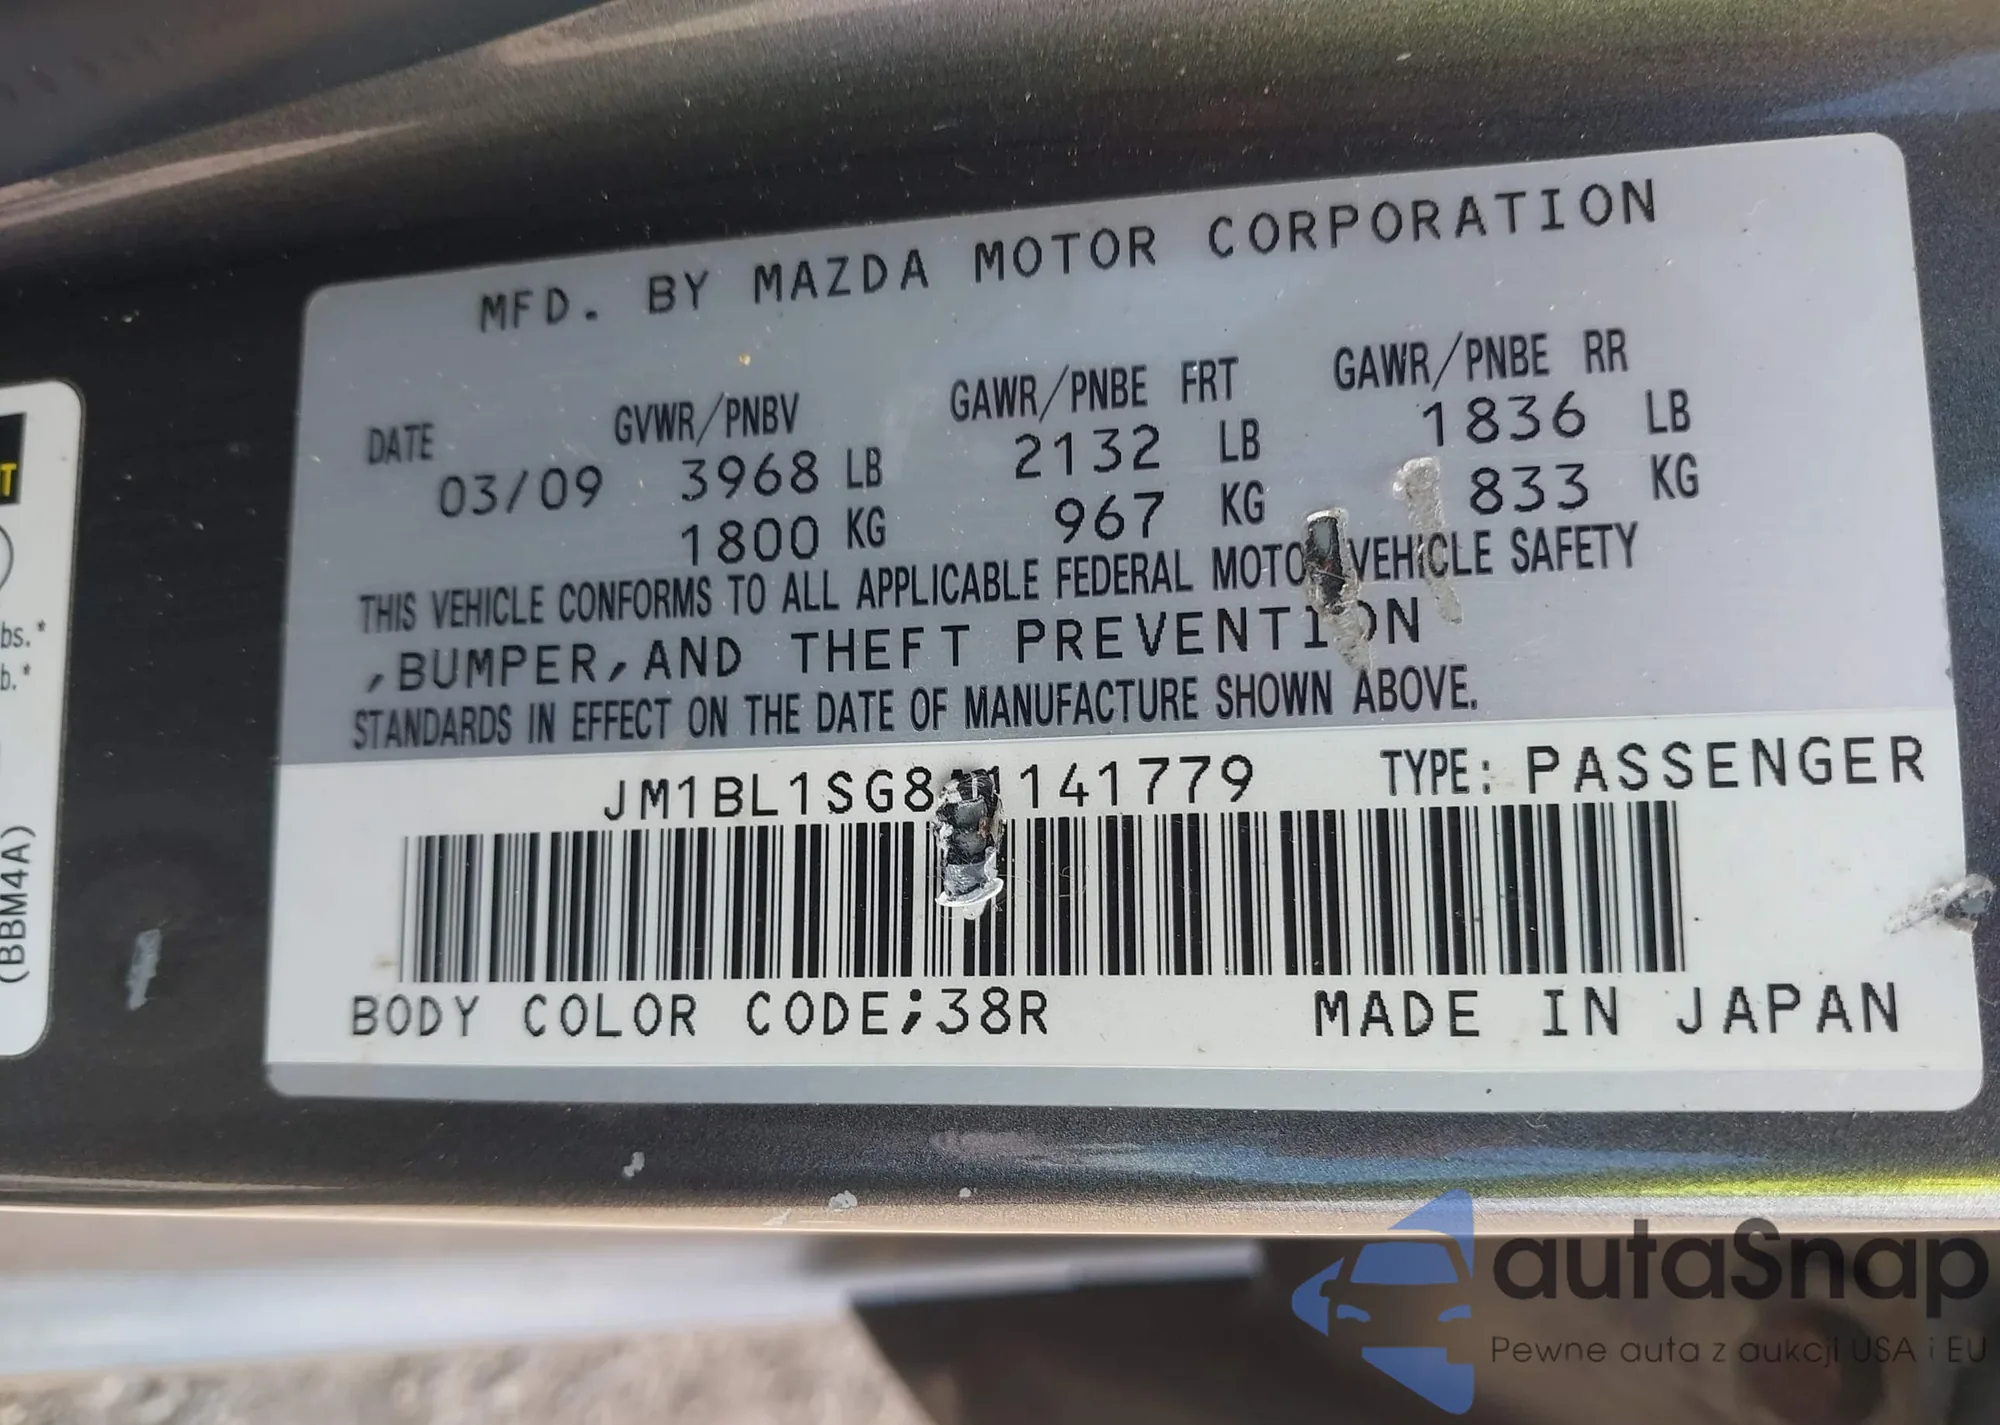 MFD. BY MAZDA MOTOR CORPORATION
DATE GVWR/PNBV GAWR/PNBE FRT GAWR/PNBE RR
03/09 3968 LB 2132 LB 1836 LB
1800 KG 967 KG 833 KG
THIS VEHICLE CONFORMS TO ALL APPLICABLE FEDERAL MOTOR VEHICLE SAFETY
,BUMPER,AND THEFT PREVENTION
STANDARDS IN EFFECT ON THE DATE OF MANUFACTURE SHOWN ABOVE.
TYPE: PASSENGER
BODY COLOR CODE;38R MADE IN JAPAN
bs.*
b.*
(BBM4A)
autaSnap
Pewne auta z aukcji USA i EU